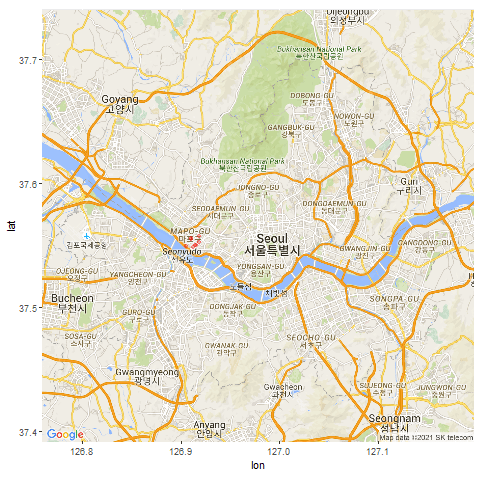 Uijeongbu
의정부시
37.7
Bukhansan National Park
북한산국립공원
Goyang
고양시
DOBONG-GU
도봉구
NOWON-GU
노원구
GANGBUK-GU
강북구
Bukhansan National Park
북한산국립공원
37.6
JONGNO-GU
종로구
Guri
구리시
SEODAEMUN-GU
서대문구
DONGDAEMUN-GU
동대문구
MAPO-GU
마포구
lat
Seoul
서울특별시
김포국제공항
Seonyudo
선유도
GWANGJIN-GU
광진구
GANGDONG-GU
강동구
OJEONG-GU
오정구
YANGCHEON-GU
양천구
YONGSAN-GU
용산구
노들섬
서빗섬
Bucheon
부천시
SONGPA-GU
송파구
37.5
GURO-GU
구로구
DONGJAK-GU
동작구
SOSA-GU
소사구
GWANAK-GU
관악구
SEOCHO-GU
서초구
Gwangmyeong
광명시
Gwacheon
과천시
SUJEONG-GU
수정구
JUNGWON-GU
중원구
Anyang
안양시
Seongnam
성남시
37.4
Google
Map data ©2021 SK telecom
126.8
126.9
127.0
127.1
lon